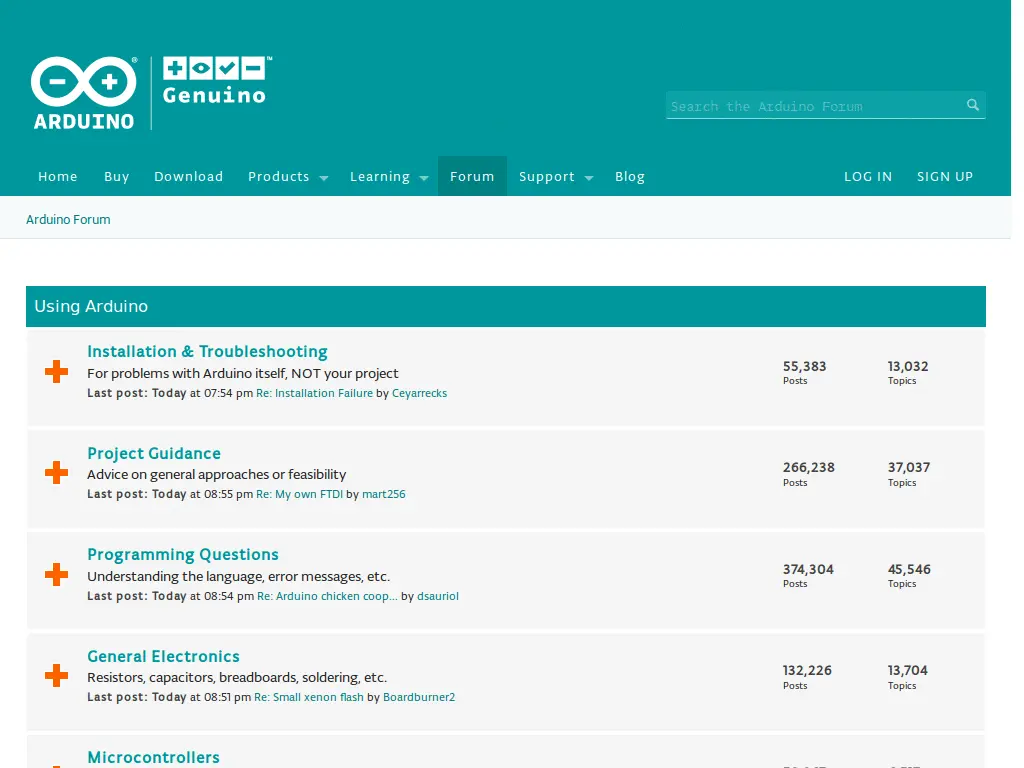 ARDUINO
Genuino
Search the Arduino Forum
Home Buy Download Products Learning Forum Support Blog LOG IN SIGN UP
Arduino Forum
Using Arduino
Installation & Troubleshooting
For problems with Arduino itself, NOT your project
Last post: Today at 07:54 pm Re: Installation Failure by Ceyarrecks
55,383 Posts
13,032 Topics
Project Guidance
Advice on general approaches or feasibility
Last post: Today at 08:55 pm Re: My own FTDI by mart256
266,238 Posts
37,037 Topics
Programming Questions
Understanding the language, error messages, etc.
Last post: Today at 08:54 pm Re: Arduino chicken coop... by dsauriol
374,304 Posts
45,546 Topics
General Electronics
Resistors, capacitors, breadboards, soldering, etc.
Last post: Today at 08:51 pm Re: Small xenon flash by Boardburner2
132,226 Posts
13,704 Topics
Microcontrollers